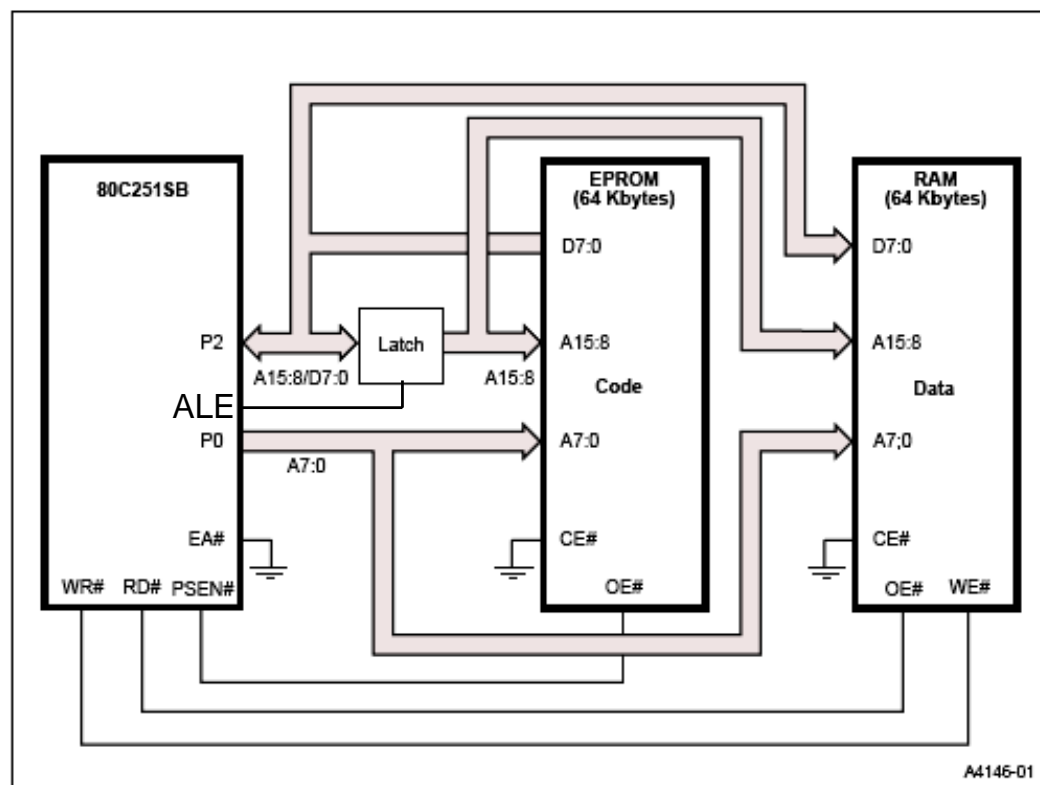 80C251SB
EPROM
(64 Kbytes)
RAM
(64 Kbytes)
D7:0
D7:0
P2
Latch
A15:8
A15:8
A15:8/D7:0
A15:8
Code
Data
ALE
P0
A7:0
A7;0
A7:0
EA#
CE#
CE#
WR#
RD#
PSEN#
OE#
OE#
WE#
A4146-01